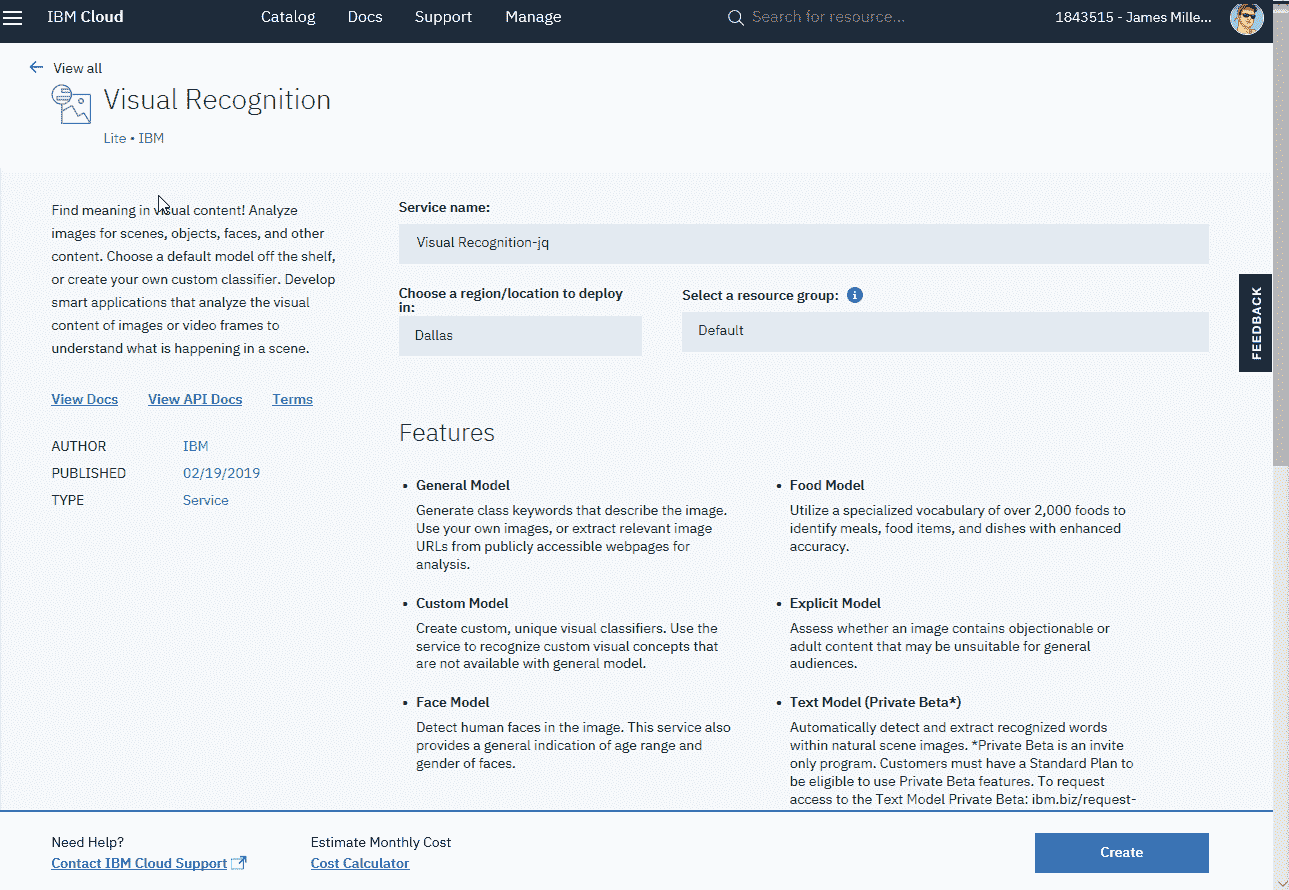 IBM Cloud
Catalog
Docs
Support
Manage
Search for resource...
1843515 - James Mille...
View all
Visual Recognition
Lite • IBM
Find meaning in visual content! Analyze
images for scenes, objects, faces, and other
content. Choose a default model off the shelf,
or create your own custom classifier. Develop
smart applications that analyze the visual
content of images or video frames to
understand what is happening in a scene.
View Docs
View API Docs
Terms
AUTHOR IBM
PUBLISHED 02/19/2019
TYPE Service
Service name:
Visual Recognition-jq
Choose a region/location to deploy
in:
Dallas
Select a resource group:
Default
FEEDBACK
Features
• General Model
Generate class keywords that describe the image.
Use your own images, or extract relevant image
URLs from publicly accessible webpages for
analysis.
• Food Model
Utilize a specialized vocabulary of over 2,000 foods to
identify meals, food items, and dishes with enhanced
accuracy.
• Custom Model
Create custom, unique visual classifiers. Use the
service to recognize custom visual concepts that
are not available with general model.
• Explicit Model
Assess whether an image contains objectionable or
adult content that may be unsuitable for general
audiences.
• Face Model
Detect human faces in the image. This service also
provides a general indication of age range and
gender of faces.
• Text Model (Private Beta*)
Automatically detect and extract recognized words
within natural scene images. *Private Beta is an invite
only program. Customers must have a Standard Plan to
be eligible to use Private Beta features. To request
access to the Text Model Private Beta: ibm.biz/request-
Need Help?
Contact IBM Cloud Support
Estimate Monthly Cost
Cost Calculator
Create